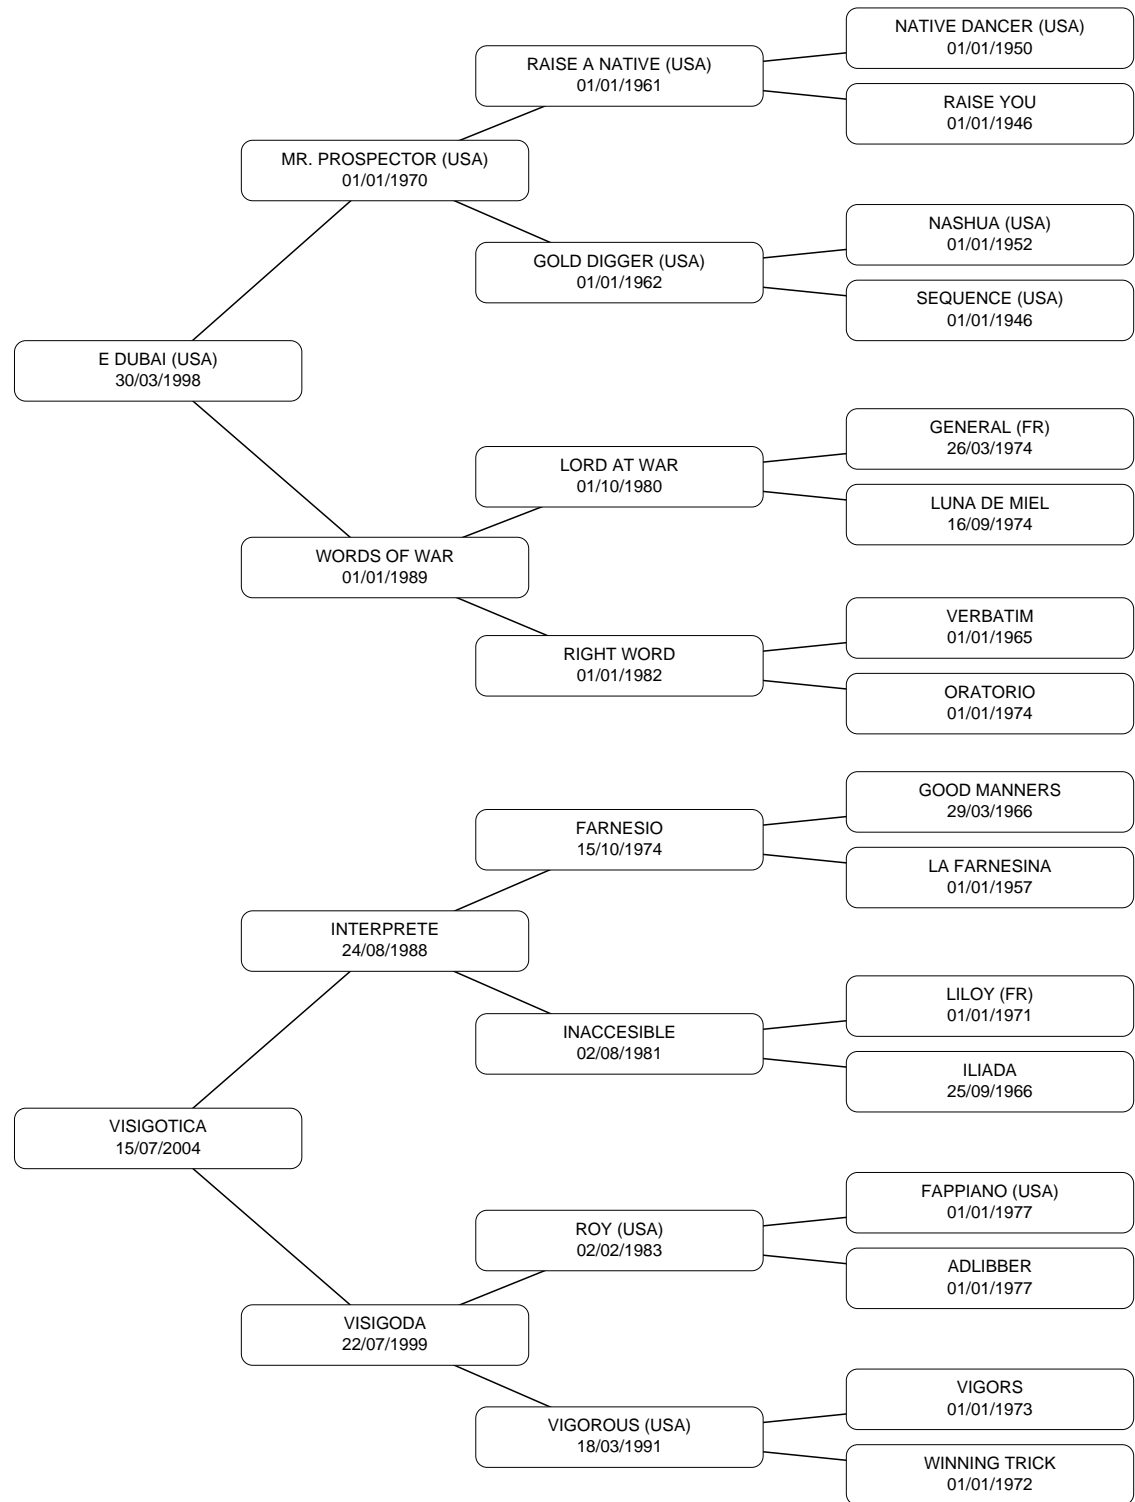 NATIVE DANCER (USA)
01/01/1950
RAISE A NATIVE (USA)
01/01/1961
RAISE YOU
01/01/1946
MR. PROSPECTOR (USA)
01/01/1970
NASHUA (USA)
01/01/1952
GOLD DIGGER (USA)
01/01/1962
SEQUENCE (USA)
01/01/1946
E DUBAI (USA)
30/03/1998
GENERAL (FR)
26/03/1974
LORD AT WAR
01/10/1980
LUNA DE MIEL
16/09/1974
WORDS OF WAR
01/01/1989
VERBATIM
01/01/1965
RIGHT WORD
01/01/1982
ORATORIO
01/01/1974
GOOD MANNERS
29/03/1966
FARNESIO
15/10/1974
LA FARNESINA
01/01/1957
INTERPRETE
24/08/1988
LILOY (FR)
01/01/1971
INACCESIBLE
02/08/1981
ILIADA
25/09/1966
VISIGOTICA
15/07/2004
FAPPIANO (USA)
01/01/1977
ROY (USA)
02/02/1983
ADLIBBER
01/01/1977
VISIGODA
22/07/1999
VIGORS
01/01/1973
VIGOROUS (USA)
18/03/1991
WINNING TRICK
01/01/1972